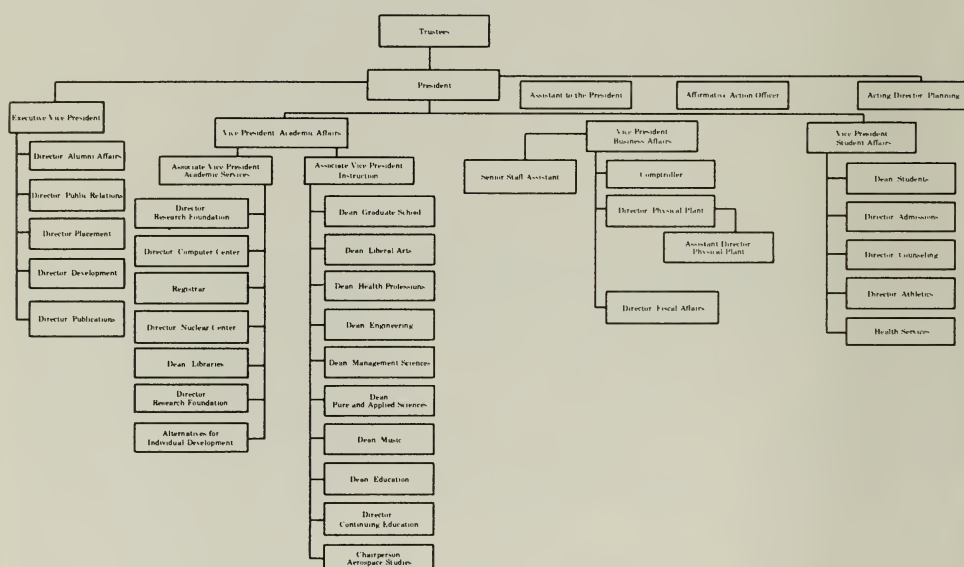 Trustees
President
Assistant to the President
Affirmative Action Officer
Acting Director Planning
Executive Vice President
Director Alumni Affairs
Director Public Relations
Director Placement
Director Development
Director Publications
Vice President Academic Affairs
Associate Vice President
Academic Services
Director
Research Foundation
Director Computer Center
Registrar
Director Nuclear Center
Dean Libraries
Director
Research Foundation
Alternatives for
Individual Development
Associate Vice President
Instruction
Dean Graduate School
Dean Liberal Arts
Dean Health Professions
Dean Engineering
Dean Management Sciences
Dean
Pure and Applied Sciences
Dean Music
Dean Education
Director
Continuing Education
Chairperson
Aerospace Studies
Vice President
Business Affairs
Senior Staff Assistant
Comptroller
Director Physical Plant
Assistant Director
Physical Plant
Director Fiscal Affairs
Vice President
Student Affairs
Dean Students
Director Admissions
Director Counseling
Director Athletics
Health Services